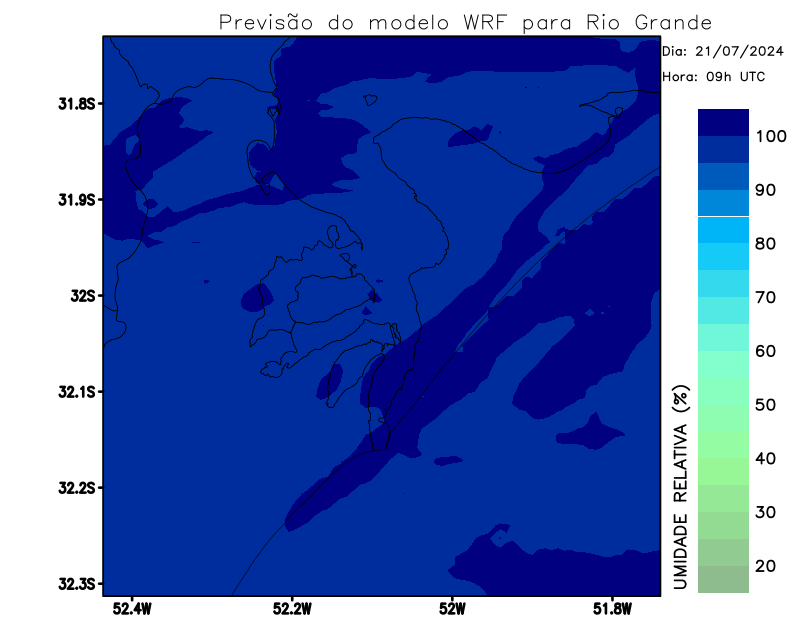 Previsão do modelo WRF para Rio Grande
Dia: 21/07/2024
Hora: 09h UTC
31.8S
31.9S
32S
32.1S
32.2S
32.3S
52.4W
52.2W
52W
51.8W
100
90
80
70
60
50
40
30
20
UMIDADE RELATIVA (%)